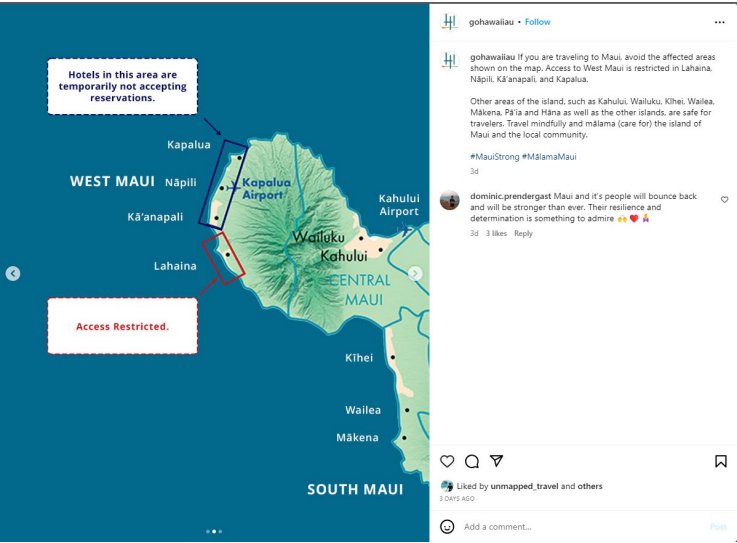 Hotels in this area are
temporarily not accepting
reservations.
Kapalua
WEST MAUI
Nāpili
Kapalua
Airport
Kahului
Airport
Kāʻanapali
Wailuku
Kahului
Lahaina
CENTRAL
MAUI
Access Restricted.
Kīhei
Wailea
Mākena
SOUTH MAUI
gohawaiiau • Follow
gohawaiiau If you are traveling to Maui, avoid the affected areas
shown on the map. Access to West Maui is restricted in Lahaina,
Nāpili, Kāʻanapali, and Kapalua.
Other areas of the island, such as Kahului, Wailuku, Kīhei, Wailea,
Mākena, Pāʻia and Hāna as well as the other islands, are safe for
travelers. Travel mindfully and mālama (care for) the island of
Maui and the local community.
#MauiStrong #MālamaMaui
3d
dominic.prendergast Maui and it's people will bounce back
and will be stronger than ever. Their resilience and
determination is something to admire 🙌 ❤️ 🙏
3d 3 likes Reply
Liked by unmapped_travel and others
3 DAYS AGO
Add a comment...
Post